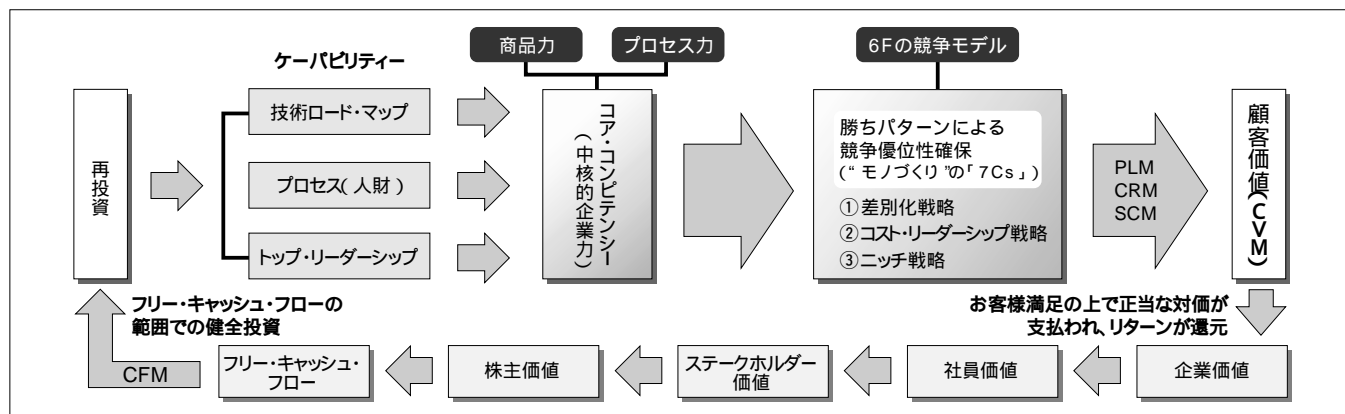 商品力
プロセス力
6Fの競争モデル
ケーパビリティー
再投資
技術ロード・マップ
プロセス(人財)
トップ・リーダーシップ
コア・コンピテンシー
(中核的企業力)
勝ちパターンによる
競争優位性確保
(“モノづくり”の「7Cs」)
①差別化戦略
②コスト・リーダーシップ戦略
③ニッチ戦略
PLM
CRM
SCM
顧客価値(CVM)
お客様満足の上で正当な対価が
支払われ、リターンが還元
企業価値
社員価値
ステークホルダー
価値
株主価値
フリー・キャッシュ・
フロー
CFM
フリー・キャッシュ・フローの
範囲での健全投資